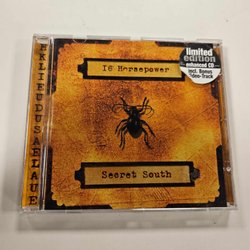 limited
edition
enhanced CD
incl. Bonus
Video-Track
16 Horsepower
Secret South